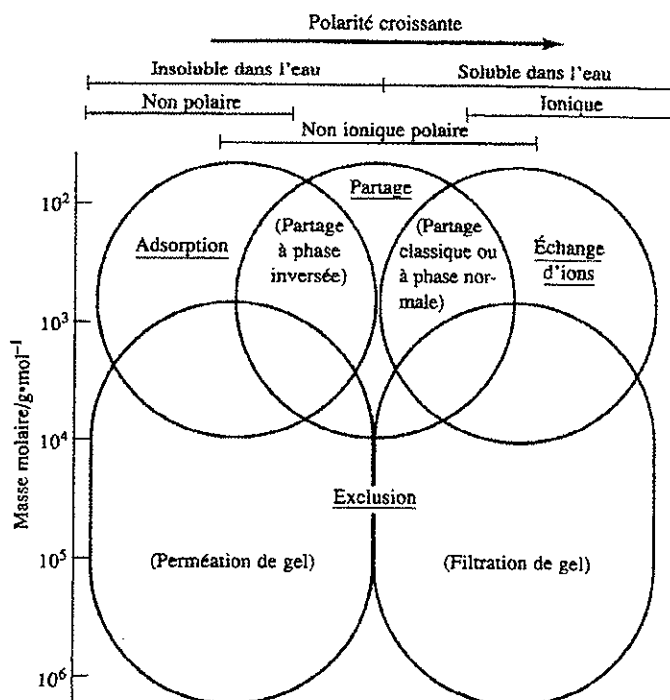 Polarité croissante
Insoluble dans l'eau
Soluble dans l'eau
Non polaire
Ionique
Non ionique polaire
10²
Partage
Adsorption
(Partage
à phase
inversée)
(Partage
classique ou
à phase nor-
male)
Échange
d'ions
10³
Masse molaire/g•mol⁻¹
10⁴
Exclusion
10⁵
(Perméation de gel)
(Filtration de gel)
10⁶